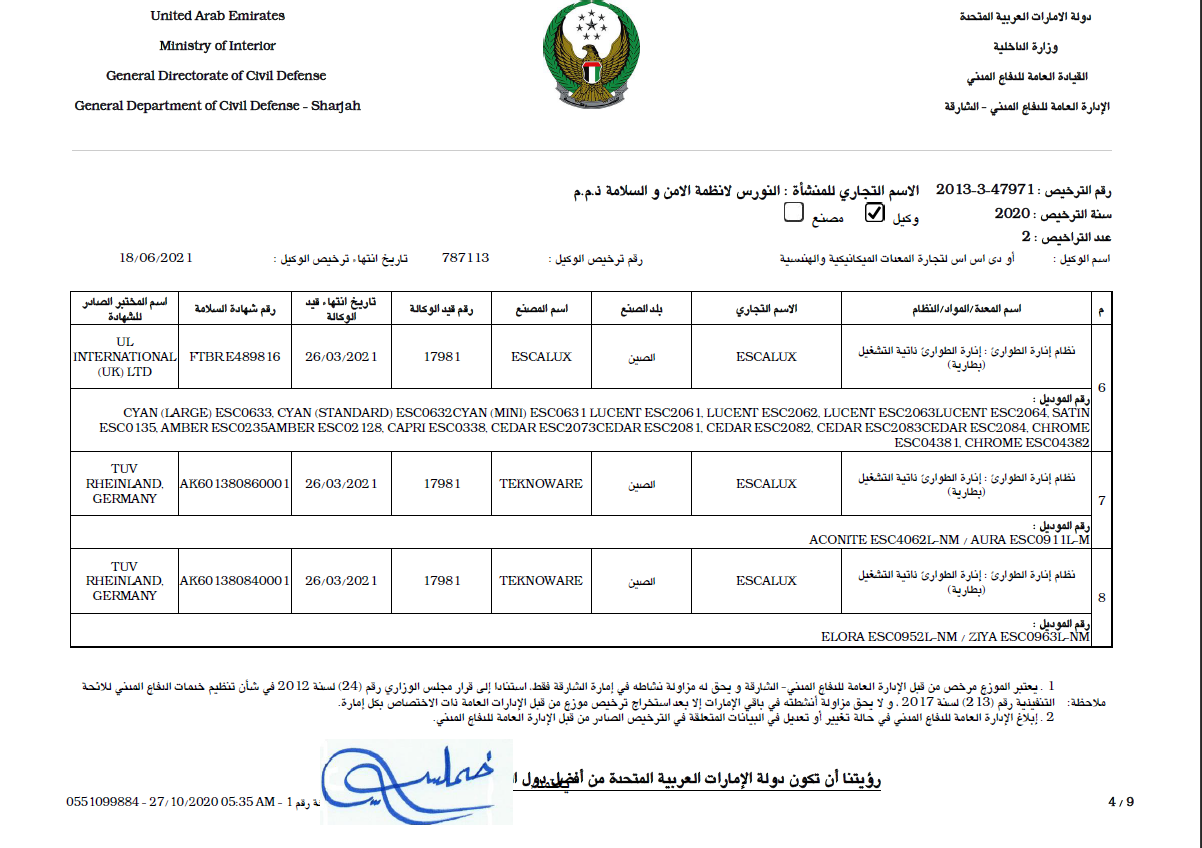 United Arab Emirates
Ministry of Interior
General Directorate of Civil Defense
General Department of Civil Defense - Sharjah
دولة الامارات العربية المتحدة
وزارة الداخلية
القيادة العامة للدفاع المدني
الإدارة العامة للدفاع المدني - الشارقة
رقم الترخيص : 2013-3-47971 الاسم التجاري للمنشأة : النورس لانظمة الامن و السلامة ذ.م.م
سنة الترخيص : 2020 وكيل مصنع
عدد التراخيص : 2
اسم الوكيل : أو دى اس اس لتجارة المعدات الميكانيكية والهندسية رقم ترخيص الوكيل : 787113 تاريخ انتهاء ترخيص الوكيل : 18/06/2021
م اسم المعدة/المواد/النظام الاسم التجاري بلد الصنع اسم المصنع رقم قيد الوكالة تاريخ انتهاء قيد الوكالة رقم شهادة السلامة اسم المختبر الصادر للشهادة
6 نظام إنارة الطوارئ : إنارة الطوارئ ذاتية التشغيل (بطارية) ESCALUX الصين ESCALUX 17981 26/03/2021 FTBR.E489816 UL INTERNATIONAL (UK) LTD
رقم الموديل :
CYAN (LARGE) ESC0633, CYAN (STANDARD) ESC0632CYAN (MINI) ESC0631 LUCENT ESC2061, LUCENT ESC2062, LUCENT ESC2063LUCENT ESC2064, SATIN
ESC0135, AMBER ESC0235AMBER ESC02128, CAPRI ESC0338, CEDAR ESC2073CEDAR ESC2081, CEDAR ESC2082, CEDAR ESC2083CEDAR ESC2084, CHROME
ESC04381, CHROME ESC04382
7 نظام إنارة الطوارئ : إنارة الطوارئ ذاتية التشغيل (بطارية) ESCALUX الصين TEKNOWARE 17981 26/03/2021 AK601380860001 TUV RHEINLAND, GERMANY
رقم الموديل :
ACONITE ESC4062L-NM / AURA ESC0911L-M
8 نظام إنارة الطوارئ : إنارة الطوارئ ذاتية التشغيل (بطارية) ESCALUX الصين TEKNOWARE 17981 26/03/2021 AK601380840001 TUV RHEINLAND, GERMANY
رقم الموديل :
ELORA ESC0952L-NM / ZIYA ESC0963L-NM
1 . يعتبر الموزع مرخص من قبل الإدارة العامة للدفاع المدني- الشارقة و يحق له مزاولة نشاطه في إمارة الشارقة فقط، استنادا إلى قرار مجلس الوزاري رقم (24) لسنة 2012 في شأن تنظيم خدمات الدفاع المدني للائحة
ملاحظة: التنفيذية رقم (213) لسنة 2017 . و لا يحق مزاولة أنشطته في باقي الإمارات إلا بعد استخراج ترخيص موزع من قبل الإدارات العامة ذات الاختصاص بكل إمارة.
2 . إبلاغ الإدارة العامة للدفاع المدني في حالة تغيير أو تعديل في البيانات المتعلقة في الترخيص الصادر من قبل الإدارة العامة للدفاع المدني.
رؤيتنا أن تكون دولة الإمارات العربية المتحدة من أفضل دول
0551099884 - 27/10/2020 05:35 AM - رقم 1
4 / 9